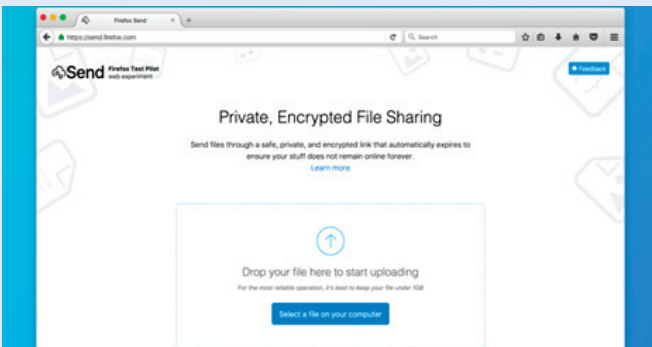 Firefox Send
https://send.firefox.com
Search
Send Firefox Test Pilot
web experiment
Feedback
Private, Encrypted File Sharing
Send files through a safe, private, and encrypted link that automatically expires to
ensure your stuff does not remain online forever.
Learn more
Drop your file here to start uploading
For the most reliable operation, it's best to keep your file under 1GB
Select a file on your computer